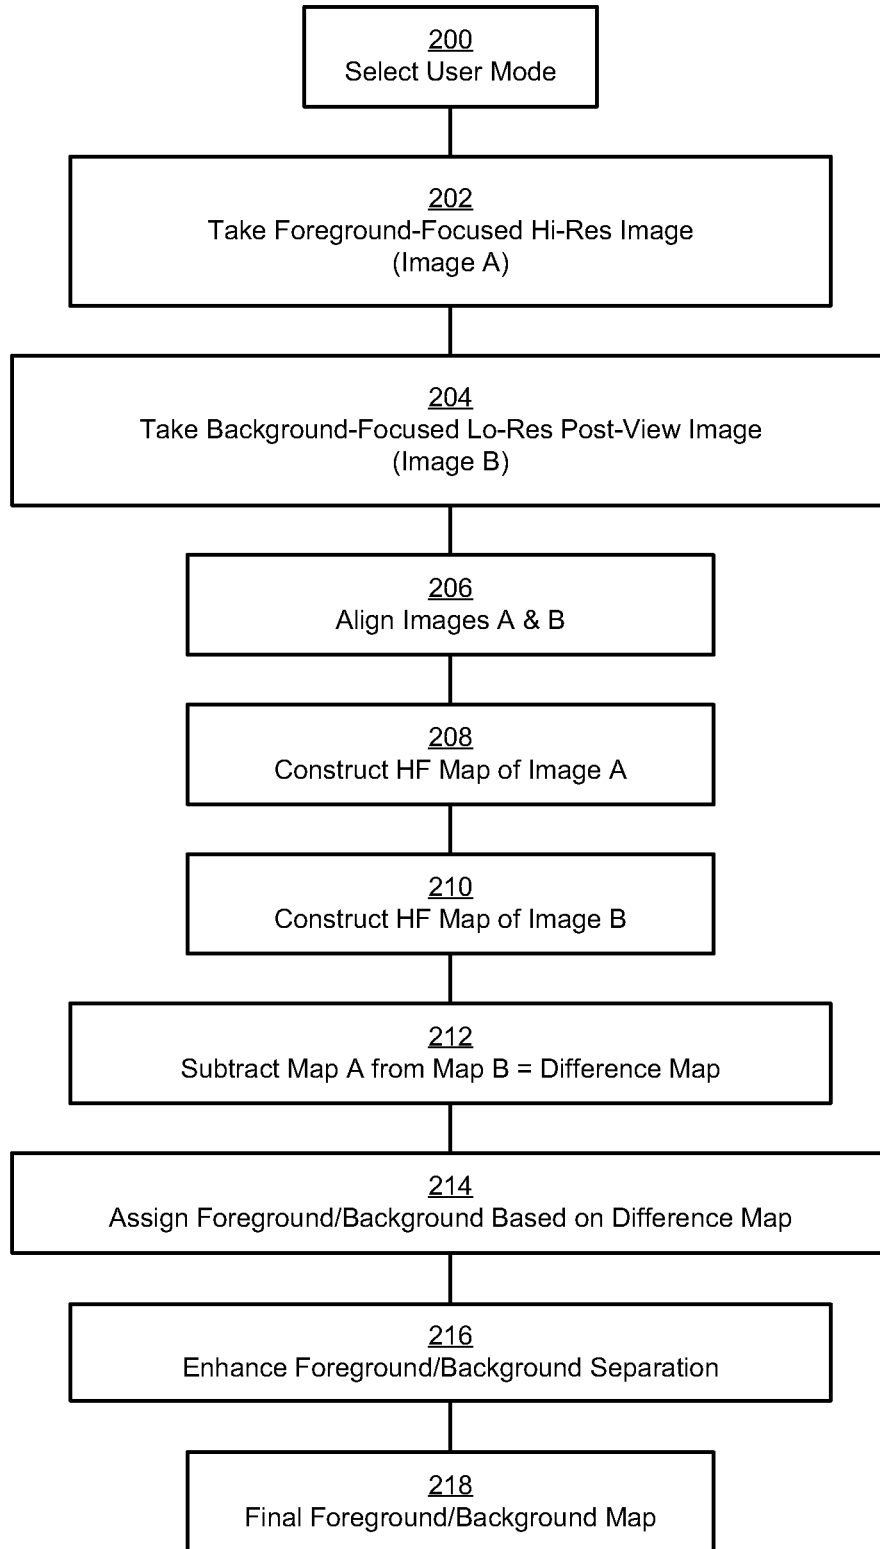 200
Select User Mode
202
Take Foreground-Focused Hi-Res Image
(Image A)
204
Take Background-Focused Lo-Res Post-View Image
(Image B)
206
Align Images A & B
208
Construct HF Map of Image A
210
Construct HF Map of Image B
212
Subtract Map A from Map B = Difference Map
214
Assign Foreground/Background Based on Difference Map
216
Enhance Foreground/Background Separation
218
Final Foreground/Background Map